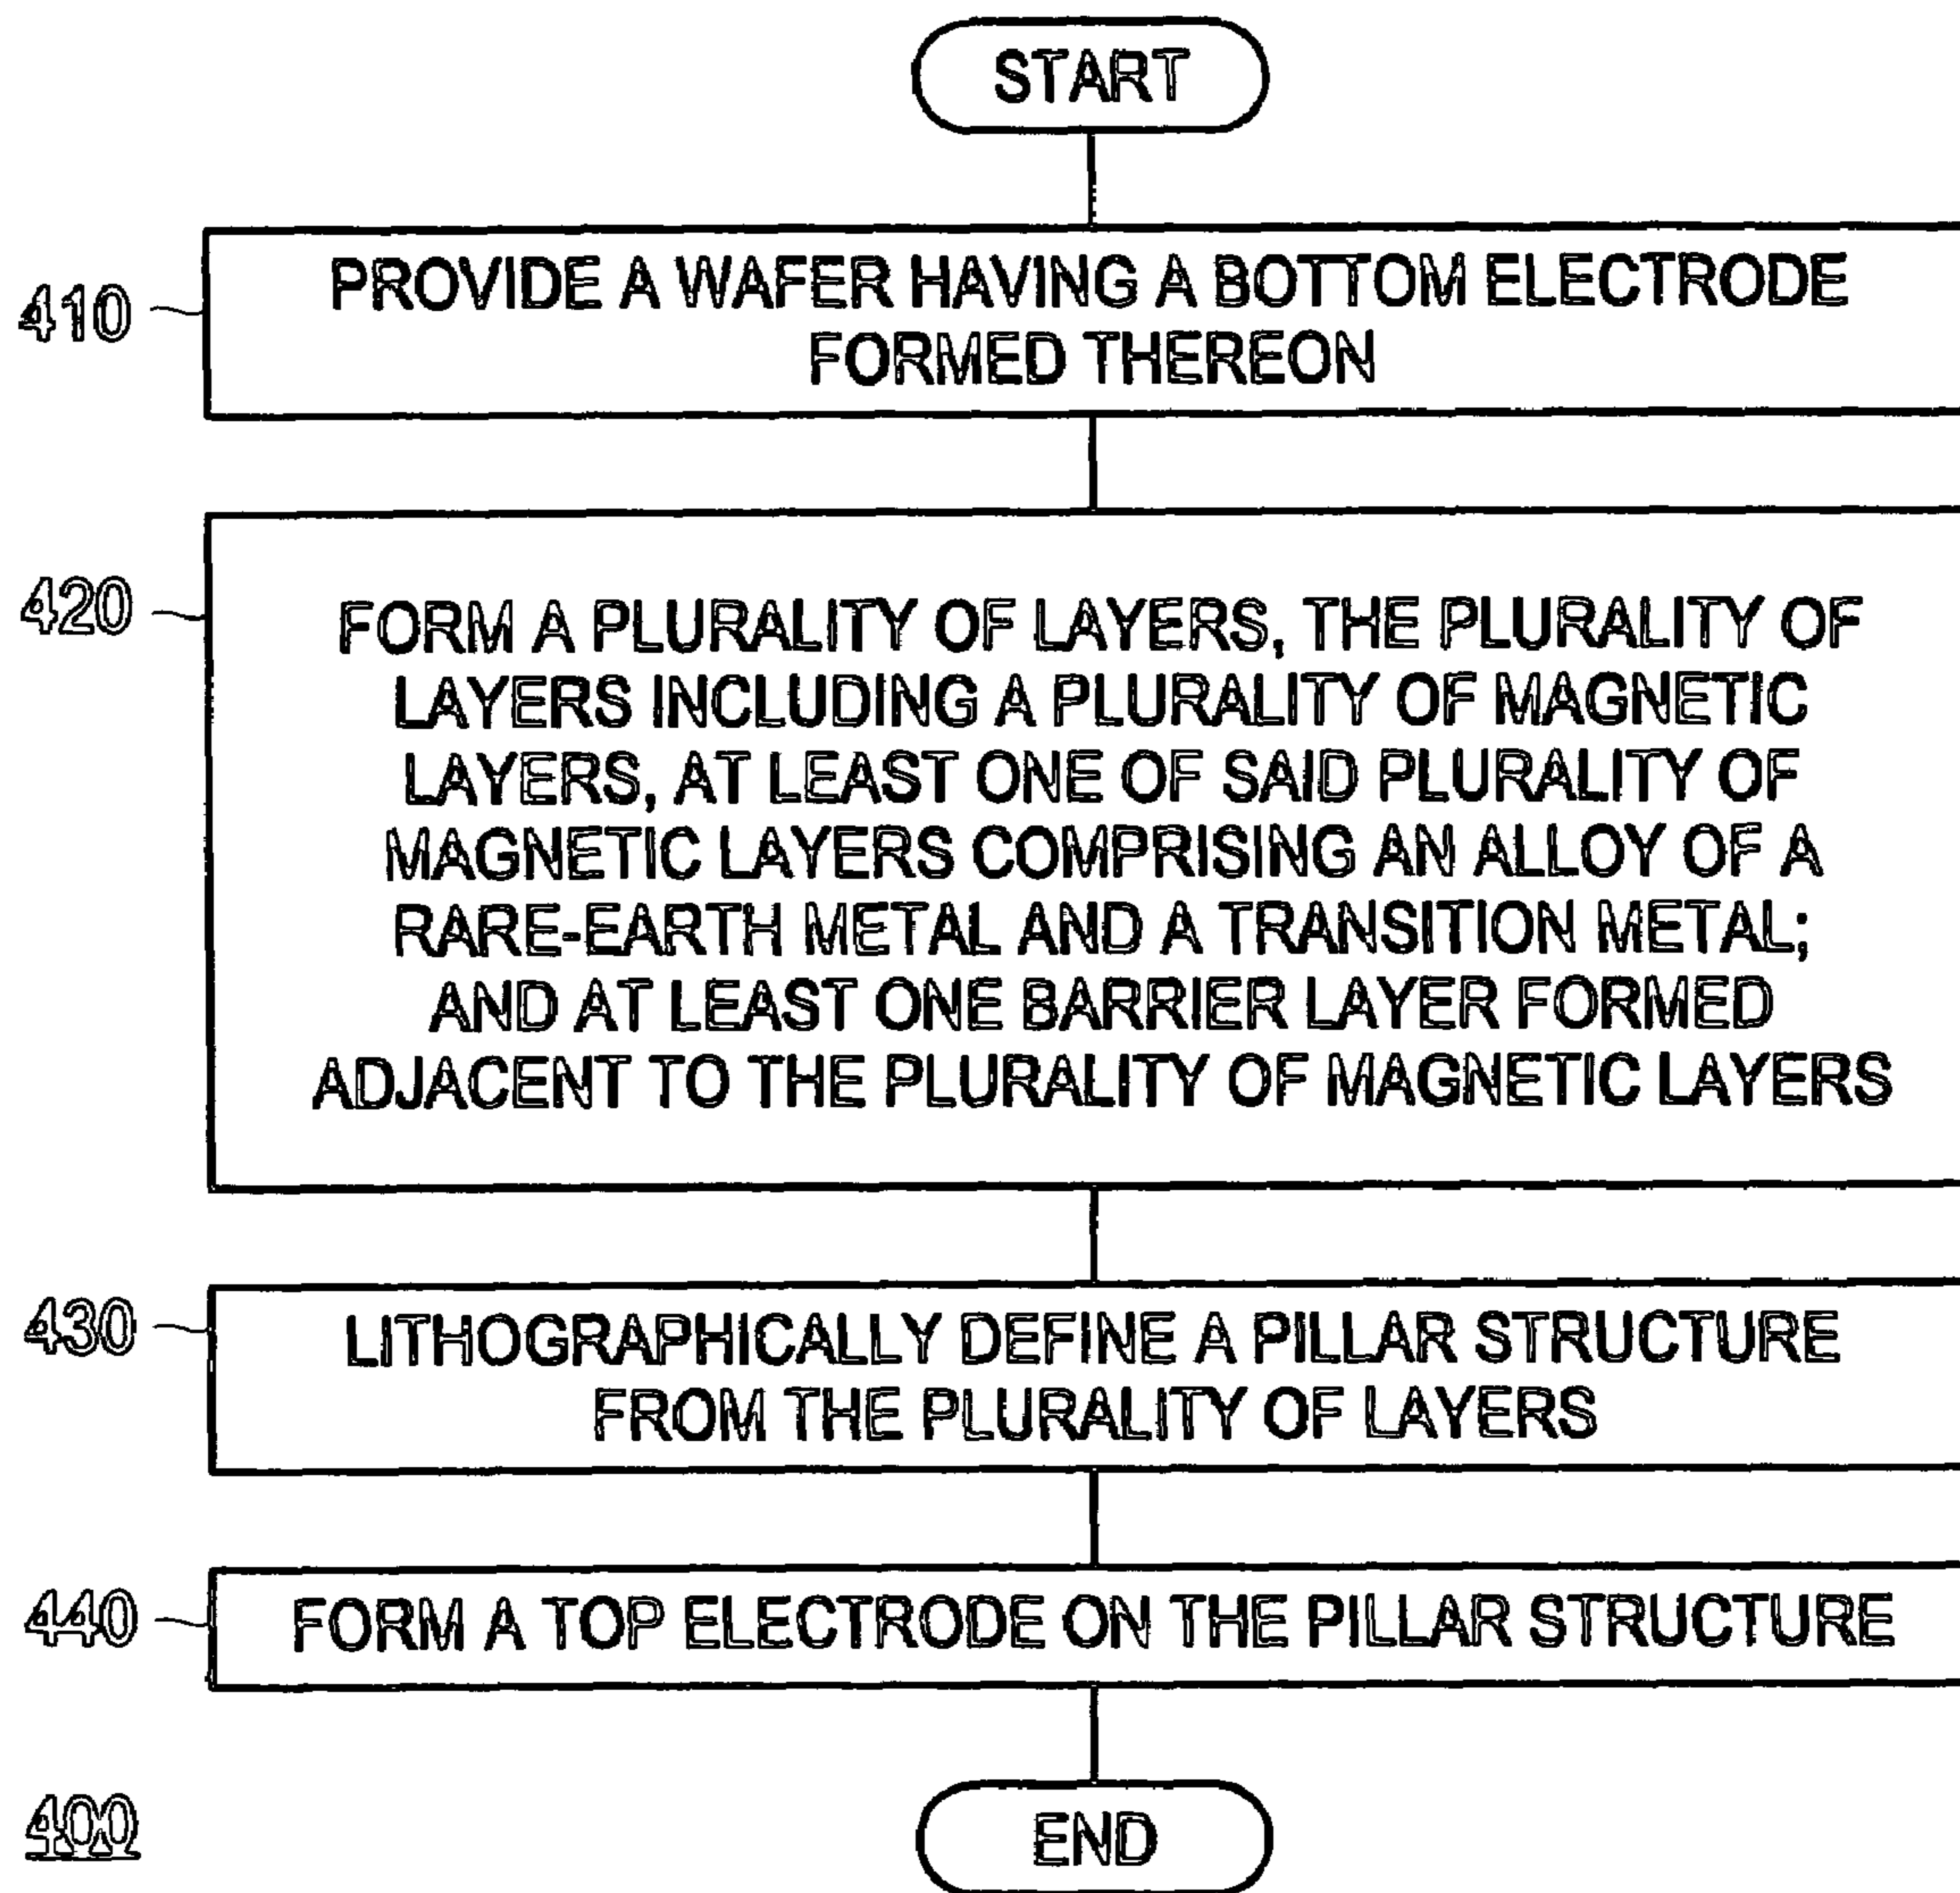 START
410
PROVIDE A WAFER HAVING A BOTTOM ELECTRODE
FORMED THEREON
420
FORM A PLURALITY OF LAYERS, THE PLURALITY OF
LAYERS INCLUDING A PLURALITY OF MAGNETIC
LAYERS, AT LEAST ONE OF SAID PLURALITY OF
MAGNETIC LAYERS COMPRISING AN ALLOY OF A
RARE-EARTH METAL AND A TRANSITION METAL;
AND AT LEAST ONE BARRIER LAYER FORMED
ADJACENT TO THE PLURALITY OF MAGNETIC LAYERS
430
LITHOGRAPHICALLY DEFINE A PILLAR STRUCTURE
FROM THE PLURALITY OF LAYERS
440
FORM A TOP ELECTRODE ON THE PILLAR STRUCTURE
400
END